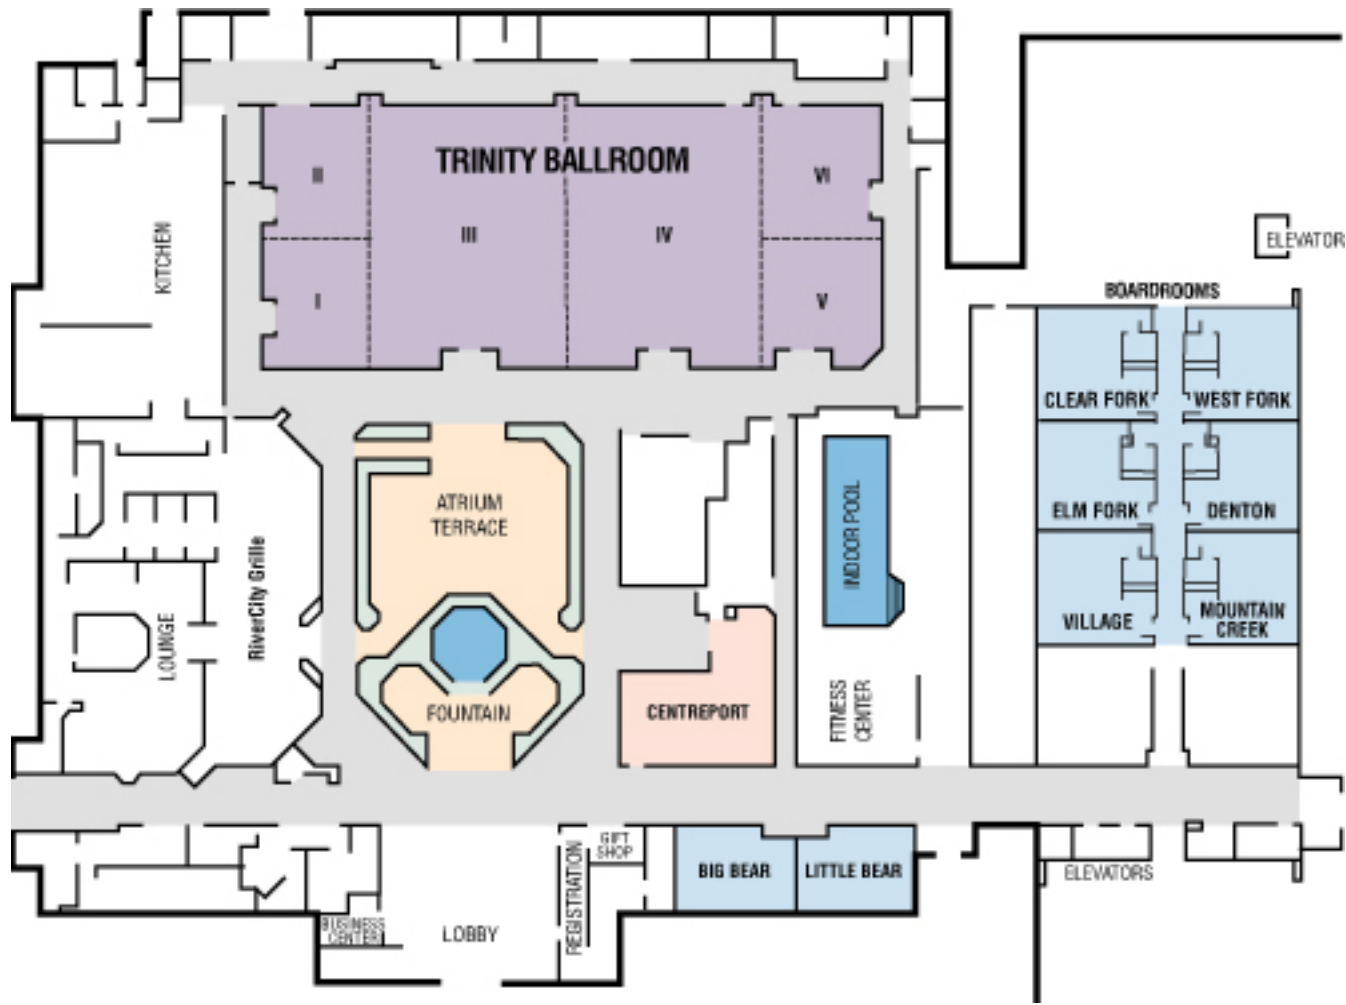 TRINITY BALLROOM
II
VI
III
IV
I
V
KITCHEN
ELEVATOR
BOARDROOMS
CLEAR FORK
WEST FORK
ELM FORK
DENTON
VILLAGE
MOUNTAIN
CREEK
ATRIUM
TERRACE
INDOOR POOL
RiverCity Grille
LOUNGE
FOUNTAIN
CENTREPORT
FITNESS
CENTER
GIFT
SHOP
REGISTRATION
BIG BEAR
LITTLE BEAR
ELEVATORS
BUSINESS
CENTER
LOBBY